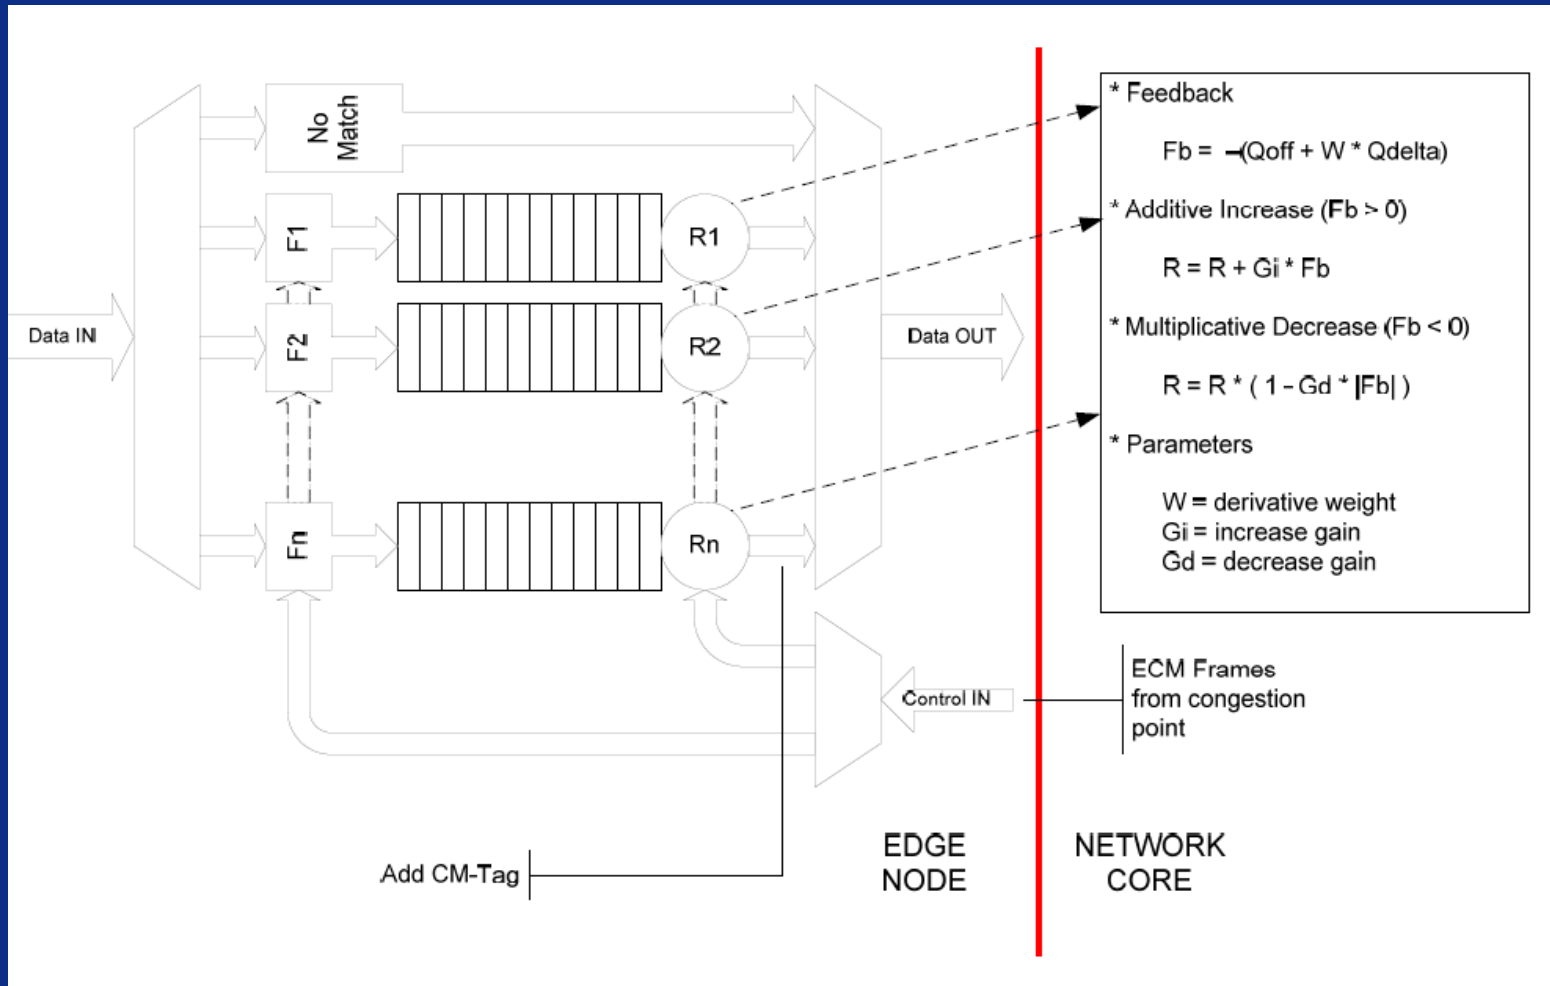 No
Match
F1
R1
Data IN
F2
R2
Data OUT
Fn
Rn
Control IN
Add CM-Tag
EDGE
NODE
NETWORK
CORE
* Feedback
Fb = -(Qoff + W * Qdelta)
* Additive Increase (Fb > 0)
R = R + Gi * Fb
* Multiplicative Decrease (Fb < 0)
R = R * ( 1 - Gd * |Fb| )
* Parameters
W = derivative weight
Gi = increase gain
Gd = decrease gain
ECM Frames
from congestion
point